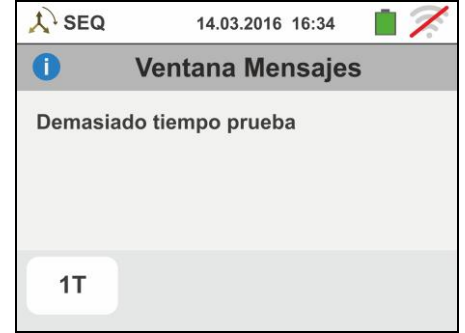 SEQ 14.03.2016 16:34
Ventana Mensajes
Demasiado tiempo prueba
1T